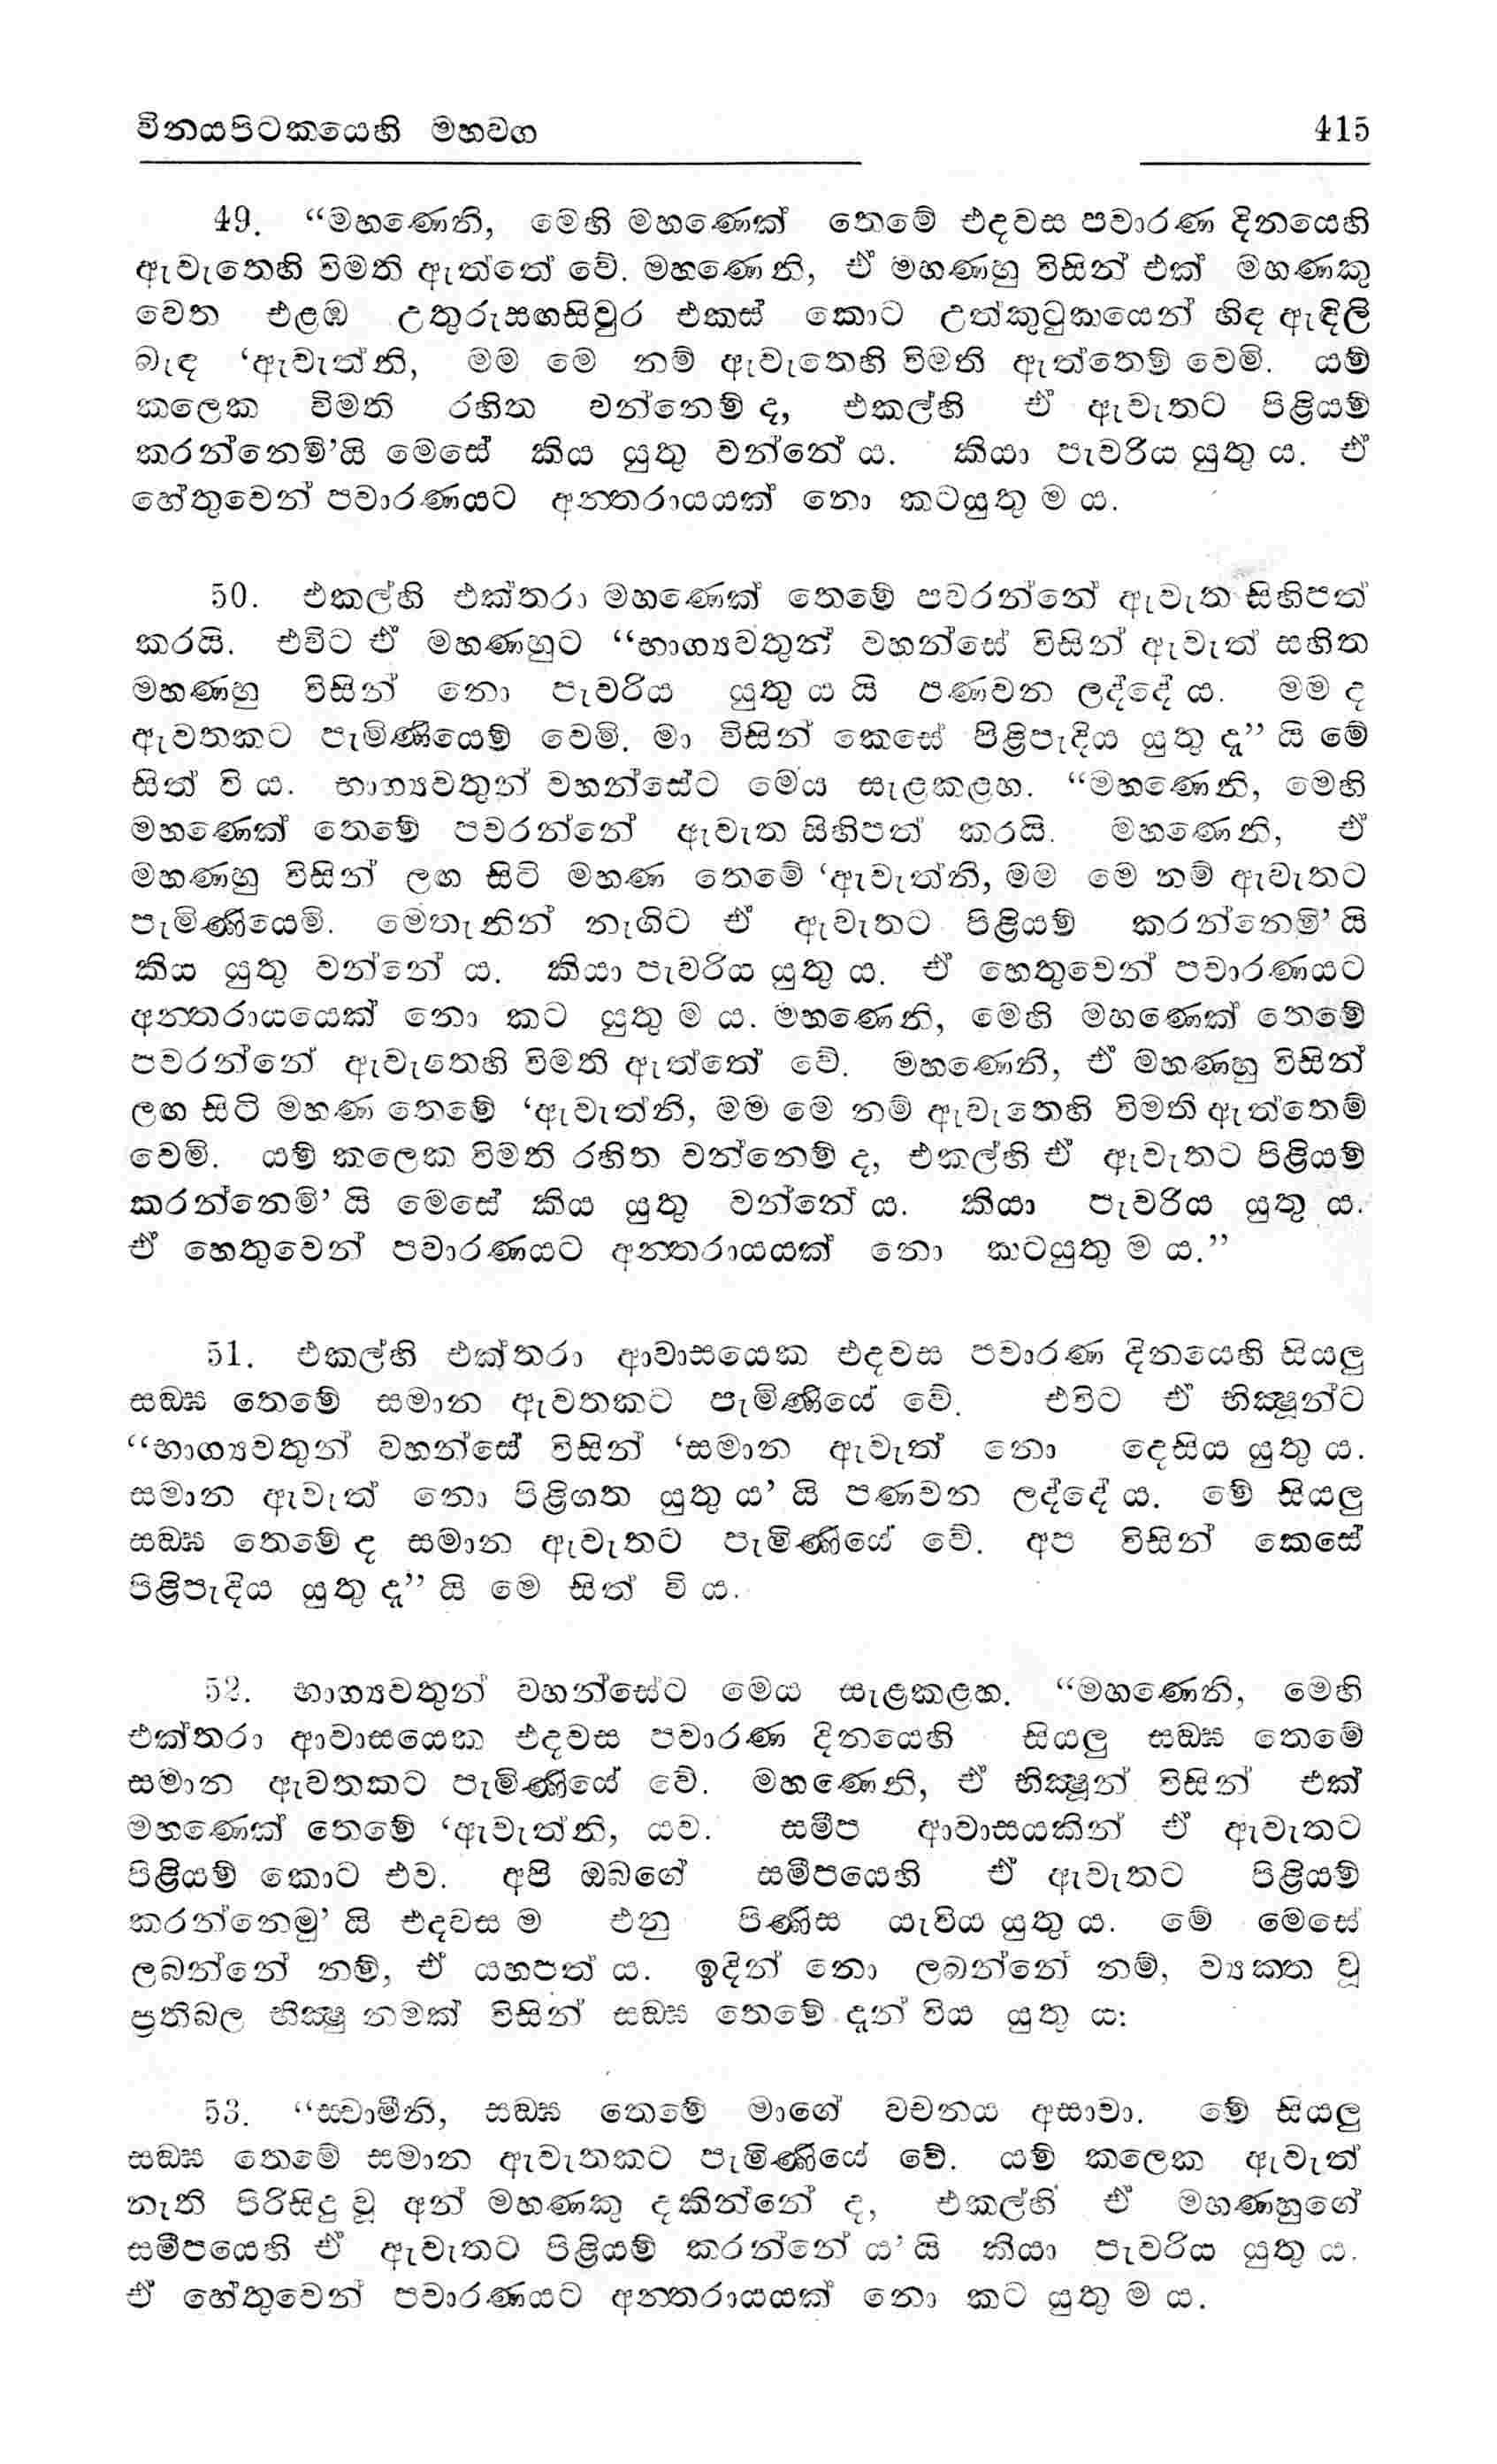 විනයපිටකයෙහි මහවග 415
49. “මහණෙනි, මෙහි මහණෙක් තෙමේ එදවස පවාරණ දිනයෙහි
ඇවැතෙහි විමති ඇත්තේ වේ. මහණෙනි, ඒ මහණහු විසින් එක් මහණකු
වෙත එළඹ උතුරුසඟසිවුර එකස් කොට උත්කුටුකයෙන් හිඳ ඇඳිලි
බැඳ ‘ඇවැත්නි, මම මෙ නම් ඇවැතෙහි විමති ඇත්තෙම් වෙමි. යම්
කලෙක විමති රහිත වන්නෙම් ද, එකල්හි ඒ ඇවැතට පිළියම්
කරන්නෙමි’යි මෙසේ කිය යුතු වන්නේ ය. කියා පැවරිය යුතු ය. ඒ
හේතුවෙන් පවාරණයට අන්තරායයක් නො කටයුතු ම ය.
50. එකල්හි එක්තරා මහණෙක් තෙමේ පවරන්නේ ඇවැත සිහිපත්
කරයි. එවිට ඒ මහණහුට “භාග්‍යවතුන් වහන්සේ විසින් ඇවැත් සහිත
මහණහු විසින් නො පැවරිය යුතු ය යි පණවන ලද්දේ ය. මම ද
ඇවතකට පැමිණියෙම් වෙමි. මා විසින් කෙසේ පිළිපැදිය යුතු දැ” යි මේ
සිත් වි ය. භාග්‍යවතුන් වහන්සේට මෙය සැළකළහ. “මහණෙනි, මෙහි
මහණෙක් තෙමේ පවරන්නේ ඇවැත සිහිපත් කරයි. මහණෙනි, ඒ
මහණහු විසින් ලඟ සිටි මහණ තෙමේ ‘ඇවැත්නි, මම මෙ නම් ඇවැතට
පැමිණියෙමි. මෙතැනින් නැගිට ඒ ඇවැතට පිළියම් කරන්නෙමි’ යි
කිය යුතු වන්නේ ය. කියා පැවරිය යුතු ය. ඒ හෙතුවෙන් පවාරණයට
අන්තරායයෙක් නො කට යුතු ම ය. මහණෙනි, මෙහි මහණෙක් තෙමේ
පවරන්නේ ඇවැතෙහි විමති ඇත්තේ වේ. මහණෙනි, ඒ මහණහු විසින්
ලඟ සිටි මහණ තෙමේ ‘ඇවැත්නි, මම මෙ නම් ඇවැතෙහි විමති ඇත්තෙම්
වෙමි. යම් කලෙක විමති රහිත වන්නෙම් ද, එකල්හි ඒ ඇවැතට පිළියම්
කරන්නෙමි’ යි මෙසේ කිය යුතු වන්නේ ය. කියා පැවරිය යුතු ය.
ඒ හෙතුවෙන් පවාරණයට අන්තරායයක් නො කටයුතු ම ය.”
51. එකල්හි එක්තරා ආවාසයෙක එදවස පවාරණ දිනයෙහි සියලු
සඞ්ඝ තෙමේ සමාන ඇවතකට පැමිණියේ වේ. එවිට ඒ භික්‍ෂූන්ට
“භාග්‍යවතුන් වහන්සේ විසින් ‘සමාන ඇවැත් නො දෙසිය යුතු ය.
සමාන ඇවැත් නො පිළිගත යුතු ය’ යි පණවන ලද්දේ ය. මේ සියලු
සඞ්ඝ තෙමේ ද සමාන ඇවැතට පැමිණියේ වේ. අප විසින් කෙසේ
පිළිපැදිය යුතු දැ” යි මෙ සිත් වි ය.
52. භාග්‍යවතුන් වහන්සේට මෙය සැළකළහ. “මහණෙනි, මෙහි
එක්තරා ආවාසයෙක එදවස පවාරණ දිනයෙහි සියලු සඞ්ඝ තෙමේ
සමාන ඇවතකට පැමිණියේ වේ. මහණෙනි, ඒ භික්‍ෂූන් විසින් එක්
මහණෙක් තෙමේ ‘ඇවැත්නි, යව. සමීප ආවාසයකින් ඒ ඇවැතට
පිළියම් කොට එව. අපි ඔබගේ සමීපයෙහි ඒ ඇවැතට පිළියම්
කරන්නෙමු’ යි එදවස ම එනු පිණිස යැවිය යුතු ය. මේ මෙසේ
ලබන්නේ නම්, ඒ යහපත් ය. ඉදින් නො ලබන්නේ නම්, ව්‍යක්ත වූ
ප්‍රතිබල භික්‍ෂු නමක් විසින් සඞ්ඝ තෙමේ දැන් විය යුතු ය:
53. “ස්වාමීනි, සඞ්ඝ තෙමේ මාගේ වචනය අසාවා. මේ සියලු
සඞ්ඝ තෙමේ සමාන ඇවැතකට පැමිණියේ වේ. යම් කලෙක ඇවැත්
නැති පිරිසිදු වූ අන් මහණකු දකින්නේ ද, එකල්හි ඒ මහණහුගේ
සමීපයෙහි ඒ ඇවැතට පිළියම් කරන්නේ ය’ යි කියා පැවරිය යුතු ය.
ඒ හේතුවෙන් පවාරණයට අන්තරායයක් නො කට යුතු ම ය.